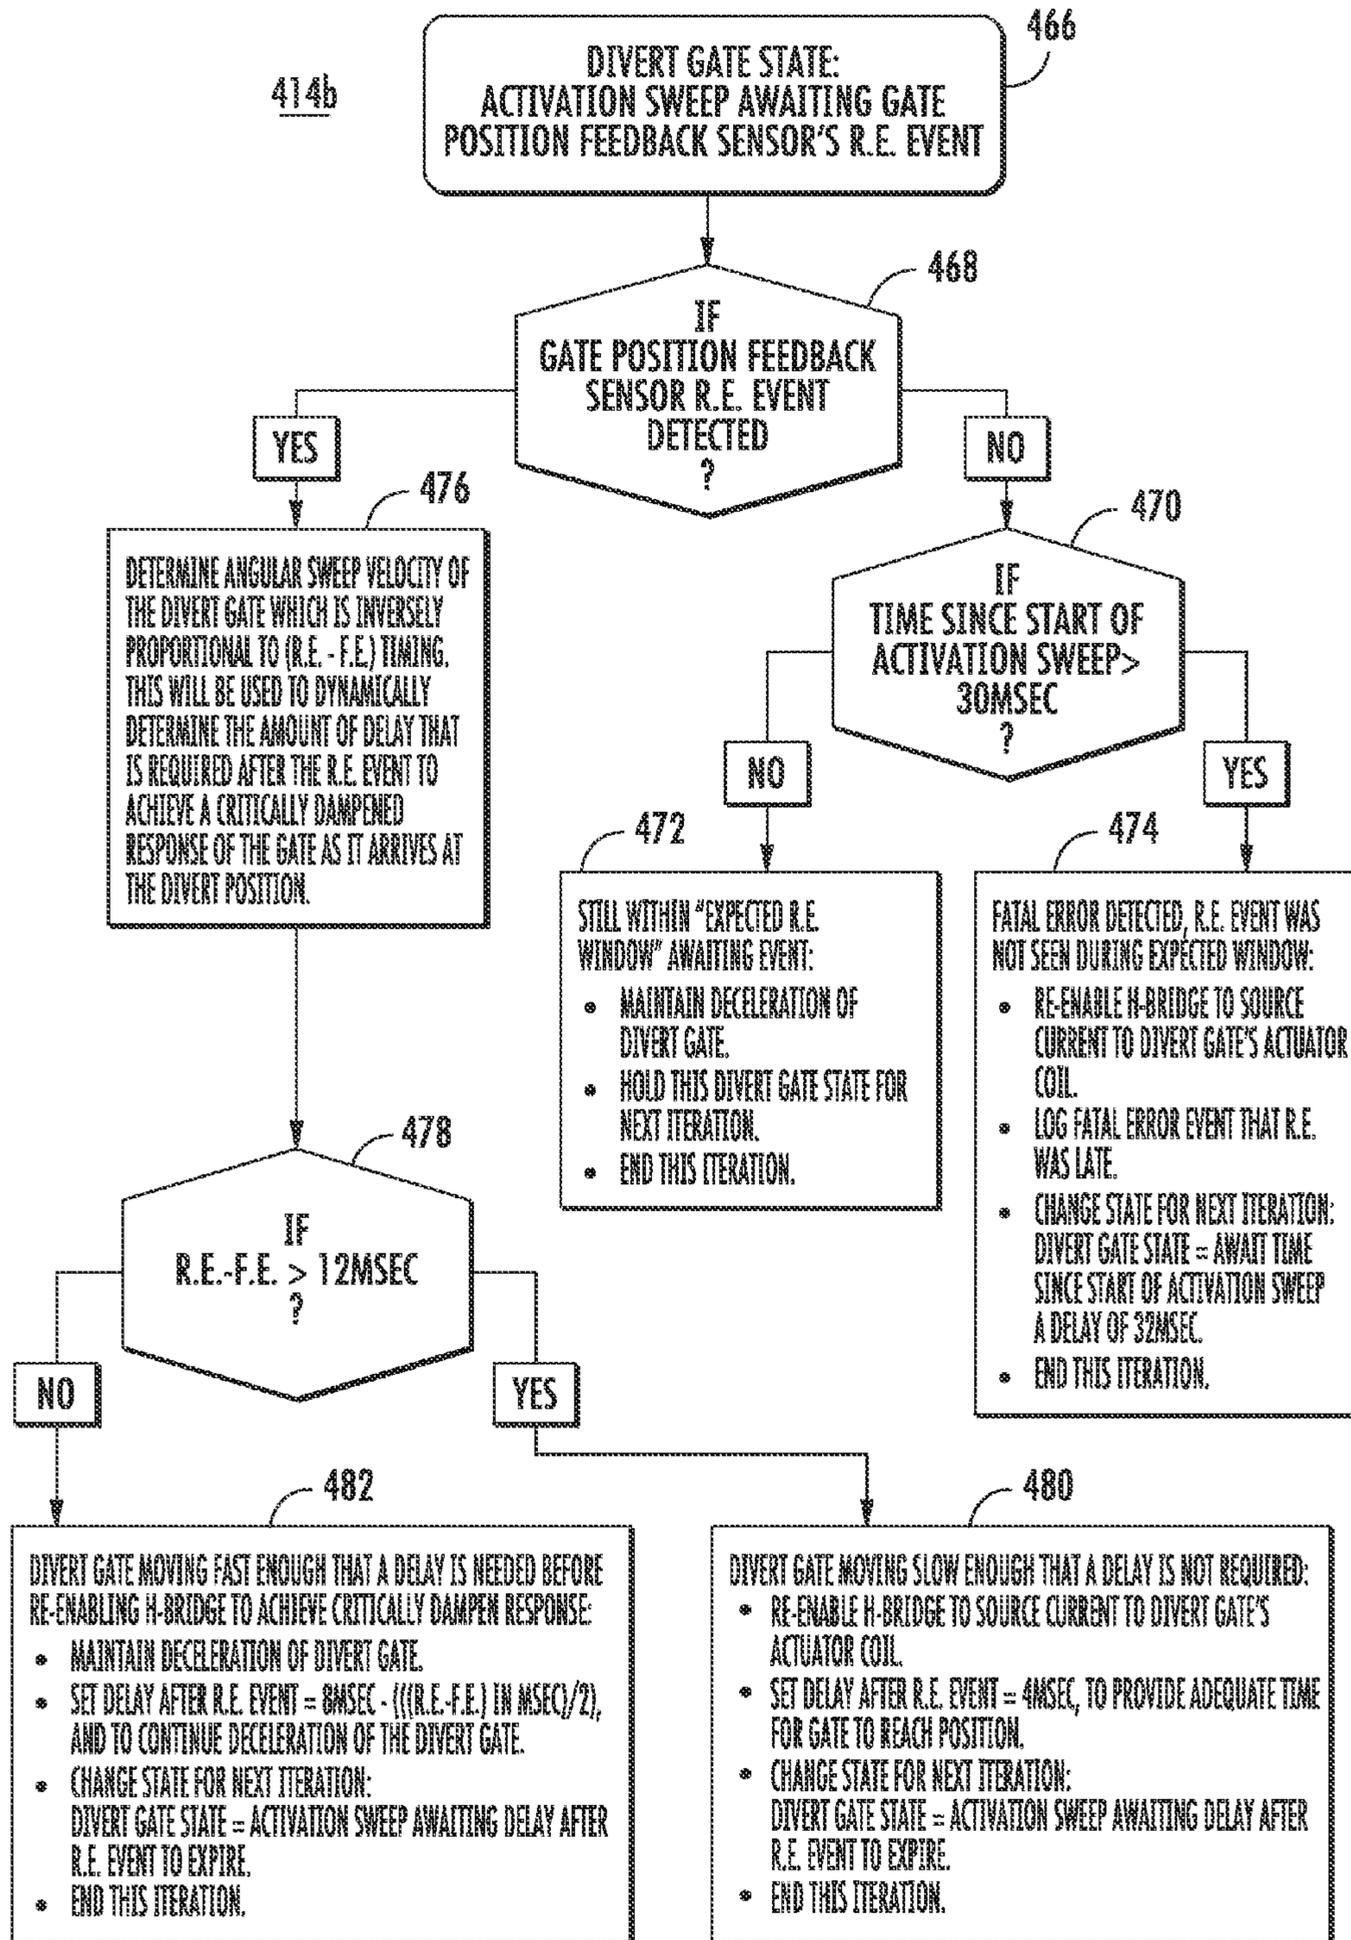 466
414b
DIVERT GATE STATE:
ACTIVATION SWEEP AWAITING GATE
POSITION FEEDBACK SENSOR'S R.E. EVENT
468
IF
GATE POSITION FEEDBACK
SENSOR R.E. EVENT
DETECTED
?
YES
NO
476
DETERMINE ANGULAR SWEEP VELOCITY OF
THE DIVERT GATE WHICH IS INVERSELY
PROPORTIONAL TO (R.E. - F.E.) TIMING.
THIS WILL BE USED TO DYNAMICALLY
DETERMINE THE AMOUNT OF DELAY THAT
IS REQUIRED AFTER THE R.E. EVENT TO
ACHIEVE A CRITICALLY DAMPENED
RESPONSE OF THE GATE AS IT ARRIVES AT
THE DIVERT POSITION.
470
IF
TIME SINCE START OF
ACTIVATION SWEEP>
30MSEC
?
NO
YES
472
STILL WITHIN "EXPECTED R.E.
WINDOW" AWAITING EVENT:
• MAINTAIN DECELERATION OF
DIVERT GATE.
• HOLD THIS DIVERT GATE STATE FOR
NEXT ITERATION.
• END THIS ITERATION.
474
FATAL ERROR DETECTED, R.E. EVENT WAS
NOT SEEN DURING EXPECTED WINDOW:
• RE-ENABLE H-BRIDGE TO SOURCE
CURRENT TO DIVERT GATE'S ACTUATOR
COIL.
• LOG FATAL ERROR EVENT THAT R.E.
WAS LATE.
• CHANGE STATE FOR NEXT ITERATION:
DIVERT GATE STATE = AWAIT TIME
SINCE START OF ACTIVATION SWEEP
A DELAY OF 32MSEC.
• END THIS ITERATION.
478
IF
R.E.-F.E. > 12MSEC
?
NO
YES
482
DIVERT GATE MOVING FAST ENOUGH THAT A DELAY IS NEEDED BEFORE
RE-ENABLING H-BRIDGE TO ACHIEVE CRITICALLY DAMPEN RESPONSE:
• MAINTAIN DECELERATION OF DIVERT GATE.
• SET DELAY AFTER R.E. EVENT = 8MSEC - (((R.E.-F.E.) IN MSEC)/2),
AND TO CONTINUE DECELERATION OF THE DIVERT GATE.
• CHANGE STATE FOR NEXT ITERATION:
DIVERT GATE STATE = ACTIVATION SWEEP AWAITING DELAY AFTER
R.E. EVENT TO EXPIRE.
• END THIS ITERATION.
480
DIVERT GATE MOVING SLOW ENOUGH THAT A DELAY IS NOT REQUIRED:
• RE-ENABLE H-BRIDGE TO SOURCE CURRENT TO DIVERT GATE'S
ACTUATOR COIL.
• SET DELAY AFTER R.E. EVENT = 4MSEC, TO PROVIDE ADEQUATE TIME
FOR GATE TO REACH POSITION.
• CHANGE STATE FOR NEXT ITERATION:
DIVERT GATE STATE = ACTIVATION SWEEP AWAITING DELAY AFTER
R.E. EVENT TO EXPIRE.
• END THIS ITERATION.